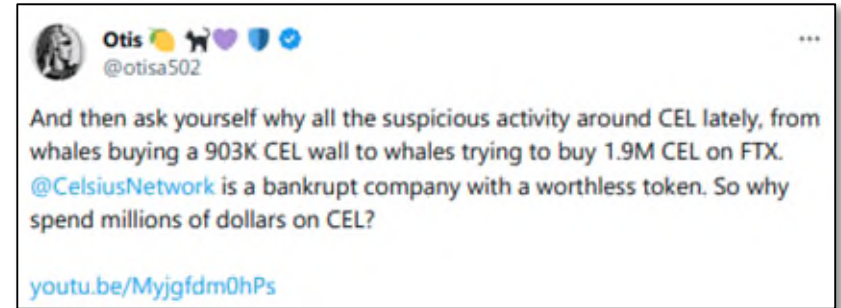 Otis 🍋 🐈‍⬛💜 🛡️
@otisa502
And then ask yourself why all the suspicious activity around CEL lately, from
whales buying a 903K CEL wall to whales trying to buy 1.9M CEL on FTX.
@CelsiusNetwork is a bankrupt company with a worthless token. So why
spend millions of dollars on CEL?
youtu.be/Myjgfdm0hPs